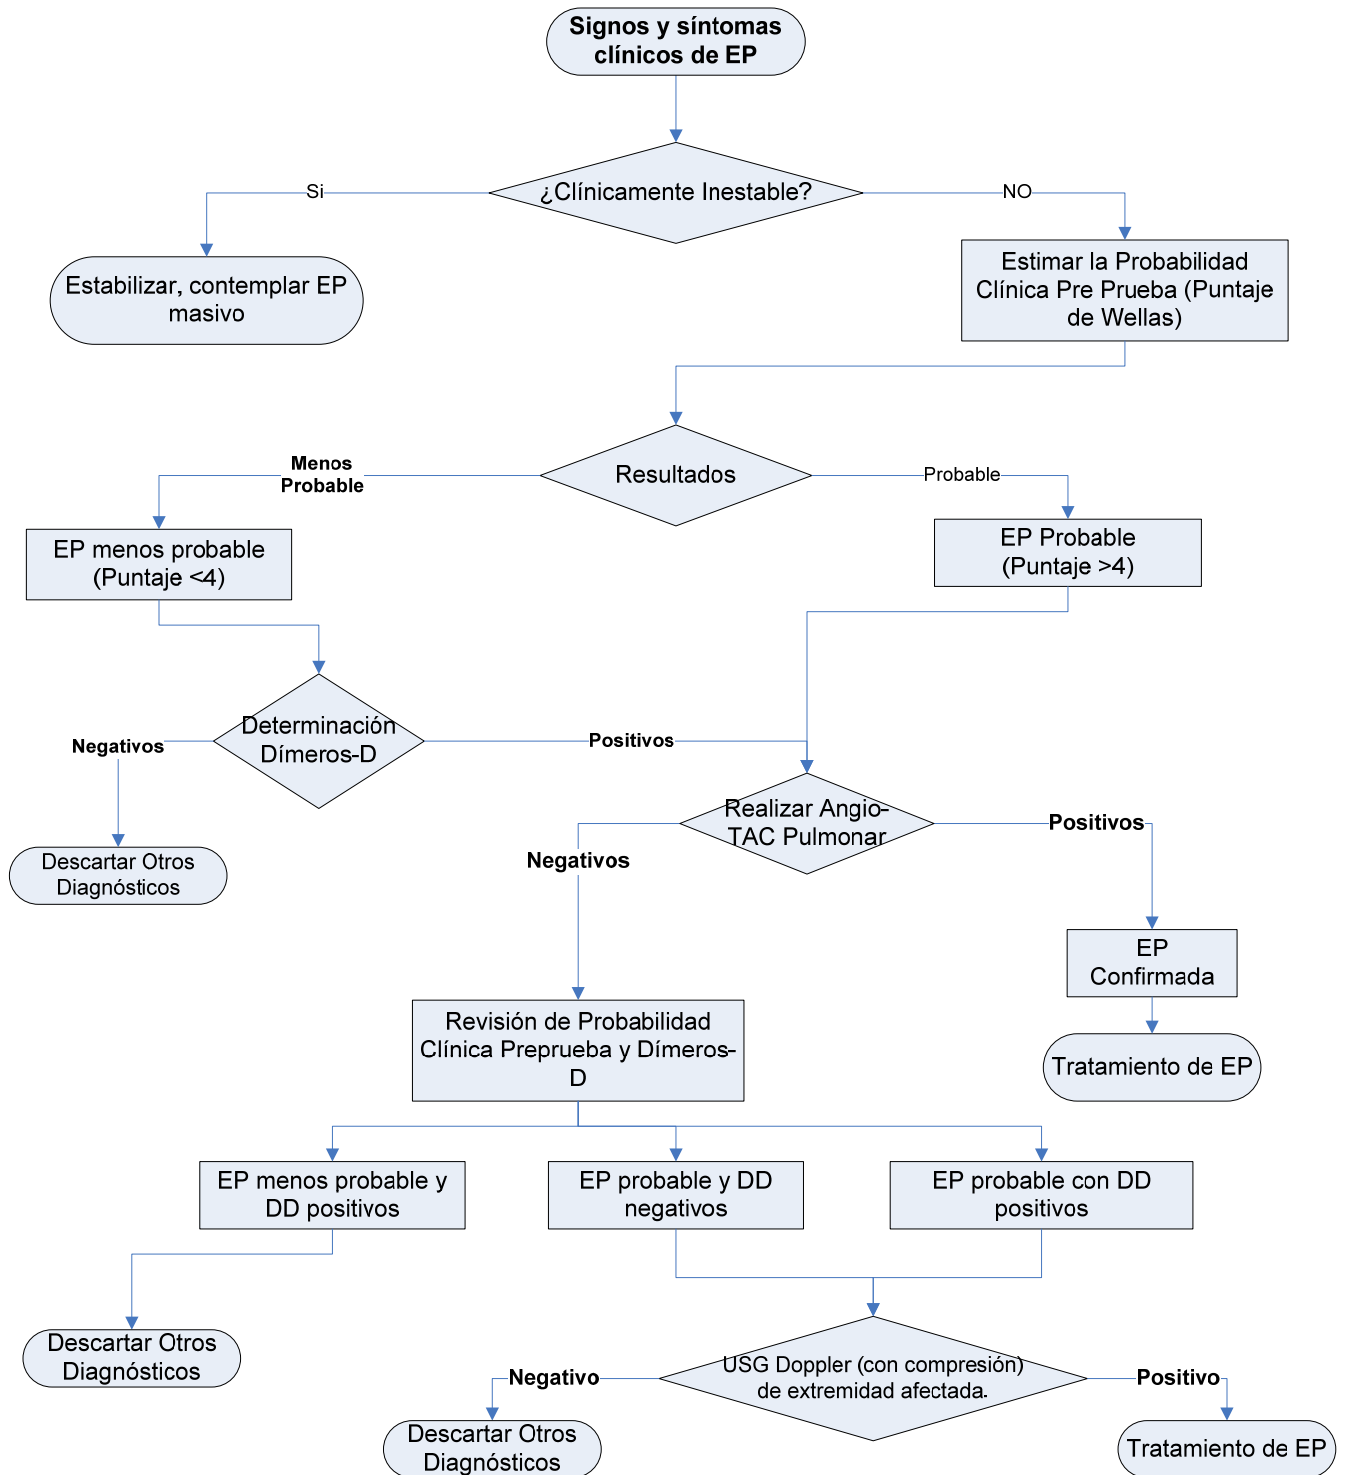 Signos y síntomas
clínicos de EP
¿Clínicamente Inestable?
Si
NO
Estabilizar, contemplar EP
masivo
Estimar la Probabilidad
Clínica Pre Prueba (Puntaje
de Wellas)
Resultados
Menos
Probable
Probable
EP menos probable
(Puntaje <4)
EP Probable
(Puntaje >4)
Determinación
Dímeros-D
Negativos
Positivos
Descartar Otros
Diagnósticos
Realizar Angio-
TAC Pulmonar
Negativos
Positivos
EP
Confirmada
Tratamiento de EP
Revisión de Probabilidad
Clínica Preprueba y Dímeros-
D
EP menos probable y
DD positivos
EP probable y DD
negativos
EP probable con DD
positivos
Descartar Otros
Diagnósticos
USG Doppler (con compresión)
de extremidad afectada.
Negativo
Positivo
Descartar Otros
Diagnósticos
Tratamiento de EP